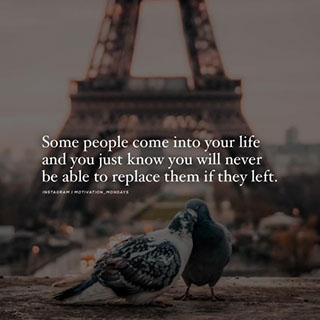 Some people come into your life
and you just know you will never
be able to replace them if they left.
INSTAGRAM | MOTIVATION_MONDAYS